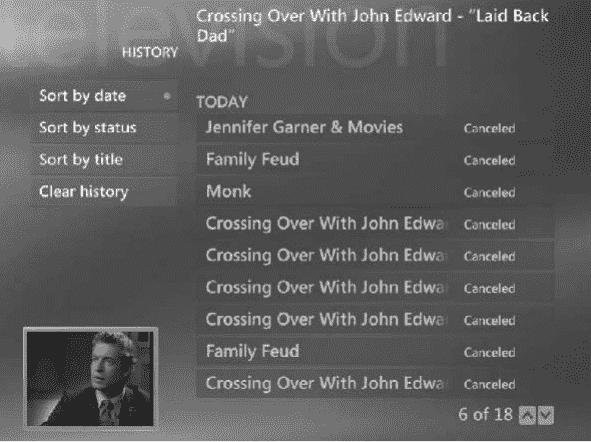 television
Crossing Over With John Edward - "Laid Back
Dad"
HISTORY
Sort by date
Sort by status
Sort by title
Clear history
TODAY
Jennifer Garner & Movies Canceled
Family Feud Canceled
Monk Canceled
Crossing Over With John Edwa Canceled
Crossing Over With John Edwa Canceled
Crossing Over With John Edwa Canceled
Crossing Over With John Edwa Canceled
Family Feud Canceled
Crossing Over With John Edwa Canceled
6 of 18